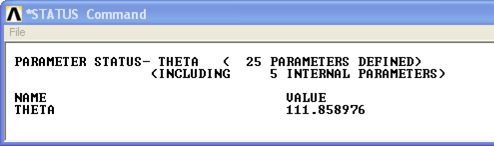 *STATUS Command
File
PARAMETER STATUS- THETA ( 25 PARAMETERS DEFINED)
(INCLUDING 5 INTERNAL PARAMETERS)
NAME VALUE
THETA 111.858976